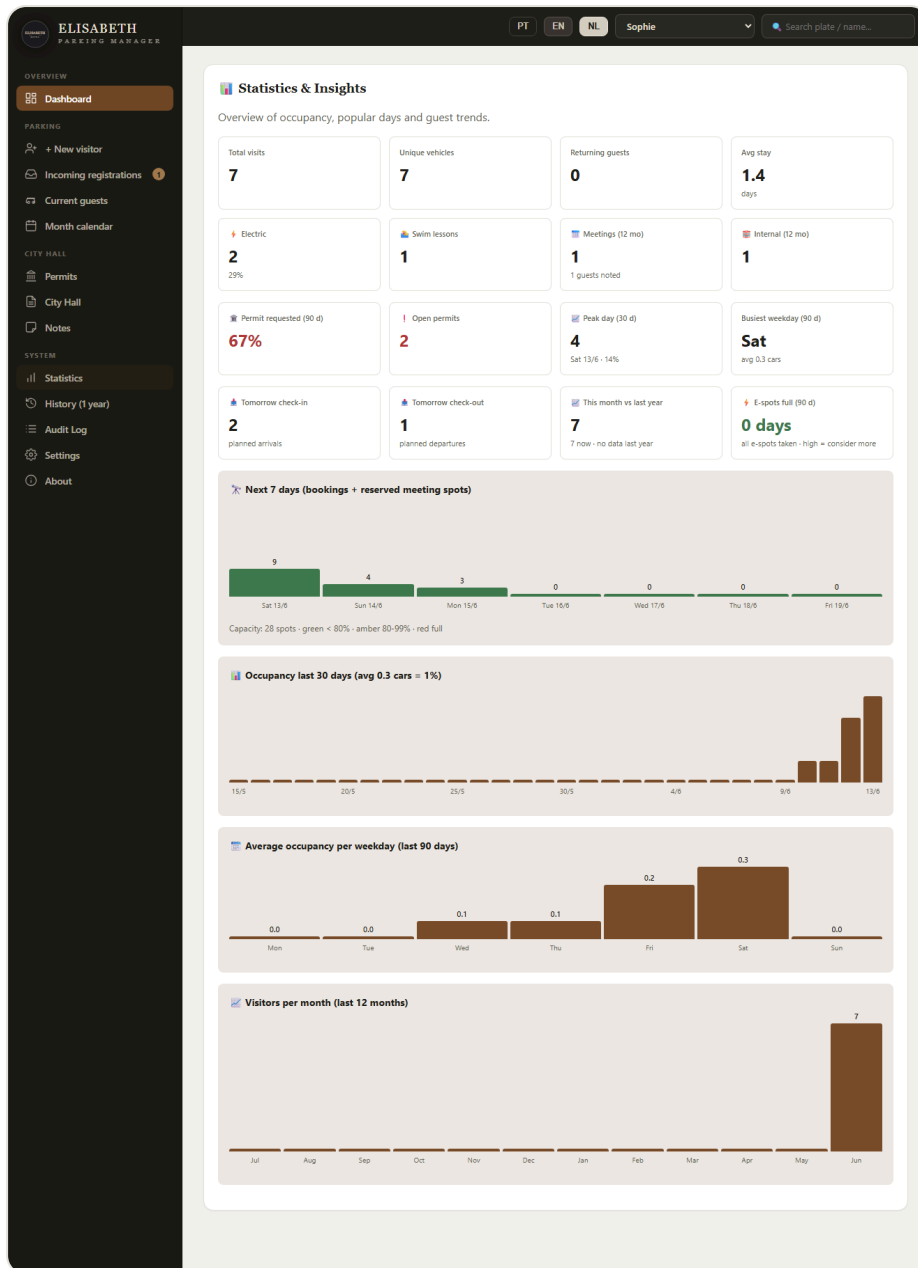 ELISABETH
PARKING MANAGER
PT EN NL Sophie Search plate / name...
OVERVIEW
Dashboard
PARKING
+ New visitor
Incoming registrations 1
Current guests
Month calendar
CITY HALL
Permits
City Hall
Notes
SYSTEM
Statistics
History (1 year)
Audit Log
Settings
About
Statistics & Insights
Overview of occupancy, popular days and guest trends.
Total visits
7
Unique vehicles
7
Returning guests
0
Avg stay
1.4
days
Electric
2
29%
Swim lessons
1
Meetings (12 mo)
1
1 guests noted
Internal (12 mo)
1
Permit requested (90 d)
67%
Open permits
2
Peak day (30 d)
4
Sat 13/6 · 14%
Busiest weekday (90 d)
Sat
avg 0.3 cars
Tomorrow check-in
2
planned arrivals
Tomorrow check-out
1
planned departures
This month vs last year
7
7 now · no data last year
E-spots full (90 d)
0 days
all e-spots taken · high = consider more
Next 7 days (bookings + reserved meeting spots)
9 4 3 0 0 0 0
Sat 13/6 Sun 14/6 Mon 15/6 Tue 16/6 Wed 17/6 Thu 18/6 Fri 19/6
Capacity: 28 spots · green < 80% · amber 80-99% · red full
Occupancy last 30 days (avg 0.3 cars = 1%)
15/5 20/5 25/5 30/5 4/6 9/6 13/6
Average occupancy per weekday (last 90 days)
0.0 0.0 0.1 0.1 0.2 0.3 0.0
Mon Tue Wed Thu Fri Sat Sun
Visitors per month (last 12 months)
7
Jul Aug Sep Oct Nov Dec Jan Feb Mar Apr May Jun